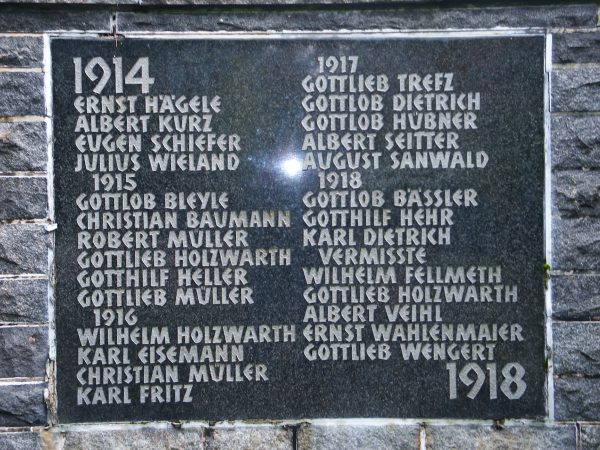 1914
ERNST HÄGELE
ALBERT KURZ
EUGEN SCHIEFER
JULIUS WIELAND
1915
GOTTLOB BLEYLE
CHRISTIAN BAUMANN
ROBERT MÜLLER
GOTTLIEB HOLZWARTH
GOTTHILF HELLER
GOTTLIEB MÜLLER
1916
WILHELM HOLZWARTH
KARL EISEMANN
CHRISTIAN MÜLLER
KARL FRITZ
1917
GOTTLIEB TREFZ
GOTTLOB DIETRICH
GOTTLOB HÜBNER
ALBERT SEITTER
AUGUST SANWALD
1918
GOTTLOB BÄSSLER
GOTTHILF HEHR
KARL DIETRICH
VERMISSTE
WILHELM FELLMETH
GOTTLIEB HOLZWARTH
ALBERT VEIHL
ERNST WAHLENMAIER
GOTTLIEB WENGERT
1918